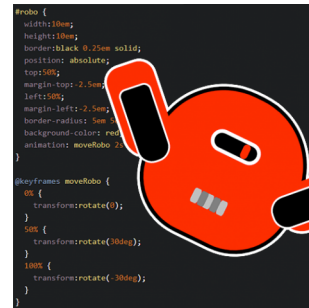 #robo {
width:10em;
height:10em;
border:black 0.25em solid;
position: absolute;
top:50%;
margin-top:-2.5em;
left:50%;
margin-left:-2.5em;
border-radius: 5em 5
background-color: red
animation: moveRobo 2s
}
@keyframes moveRobo {
0% {
transform:rotate(0);
}
50% {
transform:rotate(30deg);
}
100% {
transform:rotate(-30deg);
}
}